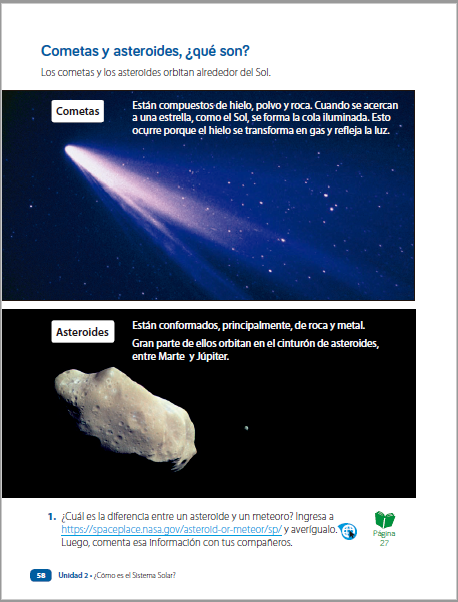 Cometas y asteroides, ¿qué son?
Los cometas y los asteroides orbitan alrededor del Sol.
Cometas
Están compuestos de hielo, polvo y roca. Cuando se acercan
a una estrella, como el Sol, se forma la cola iluminada. Esto
ocurre porque el hielo se transforma en gas y refleja la luz.
Asteroides
Están conformados, principalmente, de roca y metal.
Gran parte de ellos orbitan en el cinturón de asteroides,
entre Marte y Júpiter.
1. ¿Cuál es la diferencia entre un asteroide y un meteoro? Ingresa a
https://spaceplace.nasa.gov/asteroid-or-meteor/sp/ y averígualo.
Luego, comenta esa información con tus compañeros.
Página
27
58 Unidad 2 • ¿Cómo es el Sistema Solar?